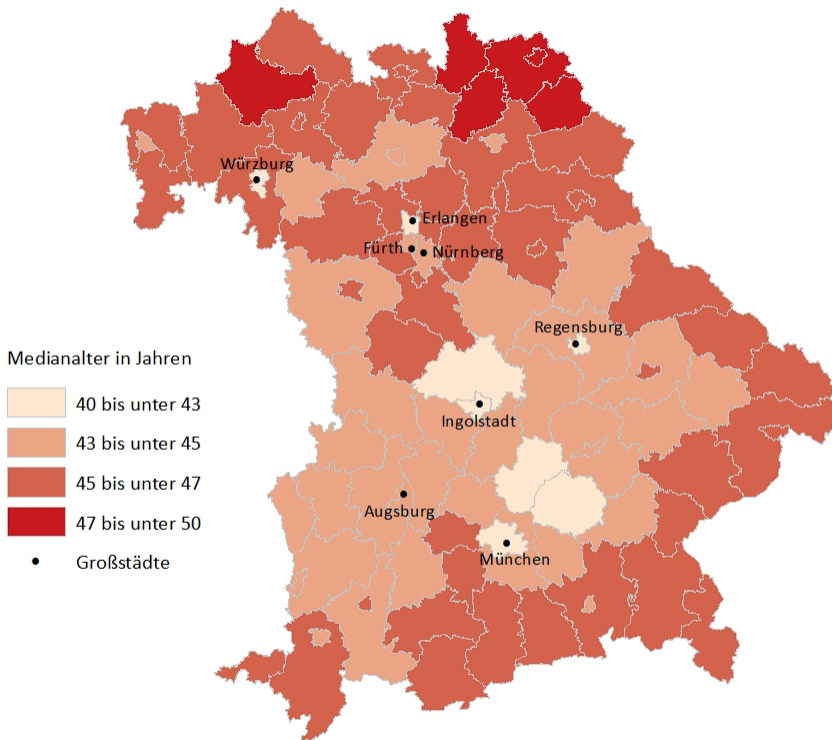 Würzburg
Erlangen
Fürth
Nürnberg
Regensburg
Medianalter in Jahren
40 bis unter 43
43 bis unter 45
45 bis unter 47
47 bis unter 50
Großstädte
Ingolstadt
Augsburg
München